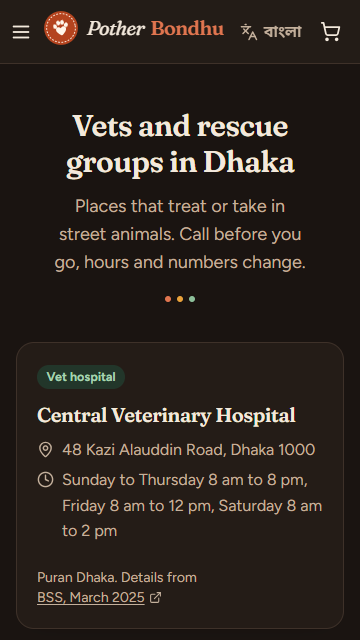 Pother Bondhu
বাংলা
Vets and rescue
groups in Dhaka
Places that treat or take in
street animals. Call before you
go, hours and numbers change.
Vet hospital
Central Veterinary Hospital
48 Kazi Alauddin Road, Dhaka 1000
Sunday to Thursday 8 am to 8 pm,
Friday 8 am to 12 pm, Saturday 8 am
to 2 pm
Puran Dhaka. Details from
BSS, March 2025